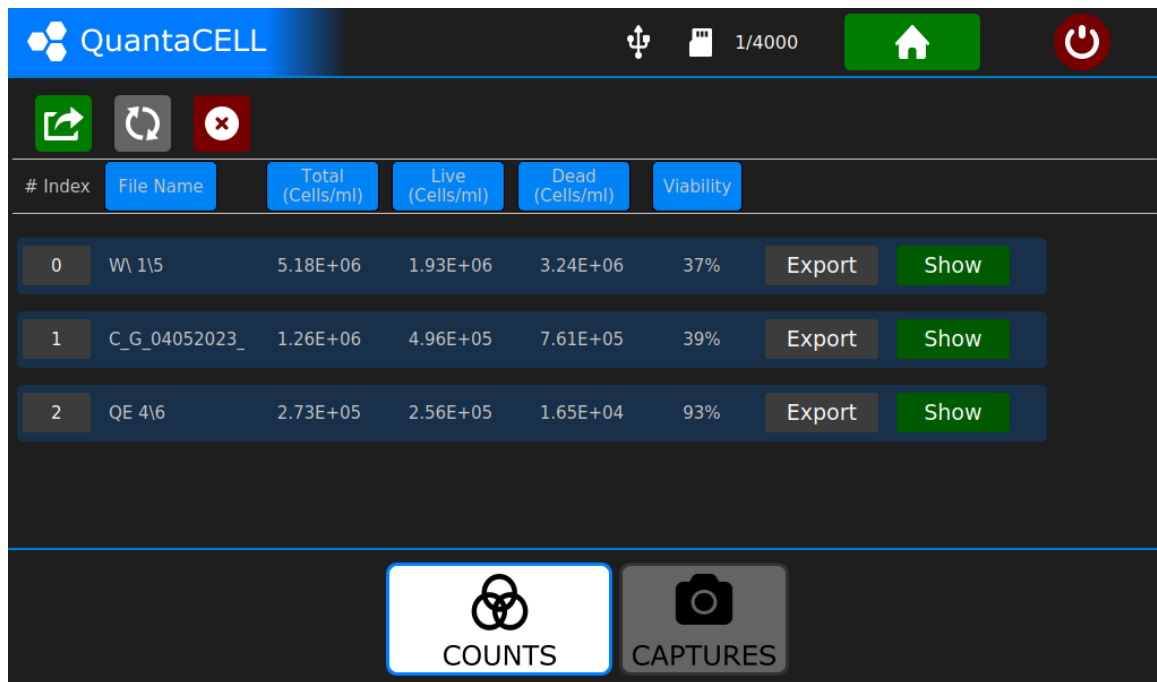 QuantaCELL 1/4000
# Index File Name Total (Cells/ml) Live (Cells/ml) Dead (Cells/ml) Viability
0 W\ 1\5 5.18E+06 1.93E+06 3.24E+06 37% Export Show
1 C_G_04052023_ 1.26E+06 4.96E+05 7.61E+05 39% Export Show
2 QE 4\6 2.73E+05 2.56E+05 1.65E+04 93% Export Show
COUNTS CAPTURES